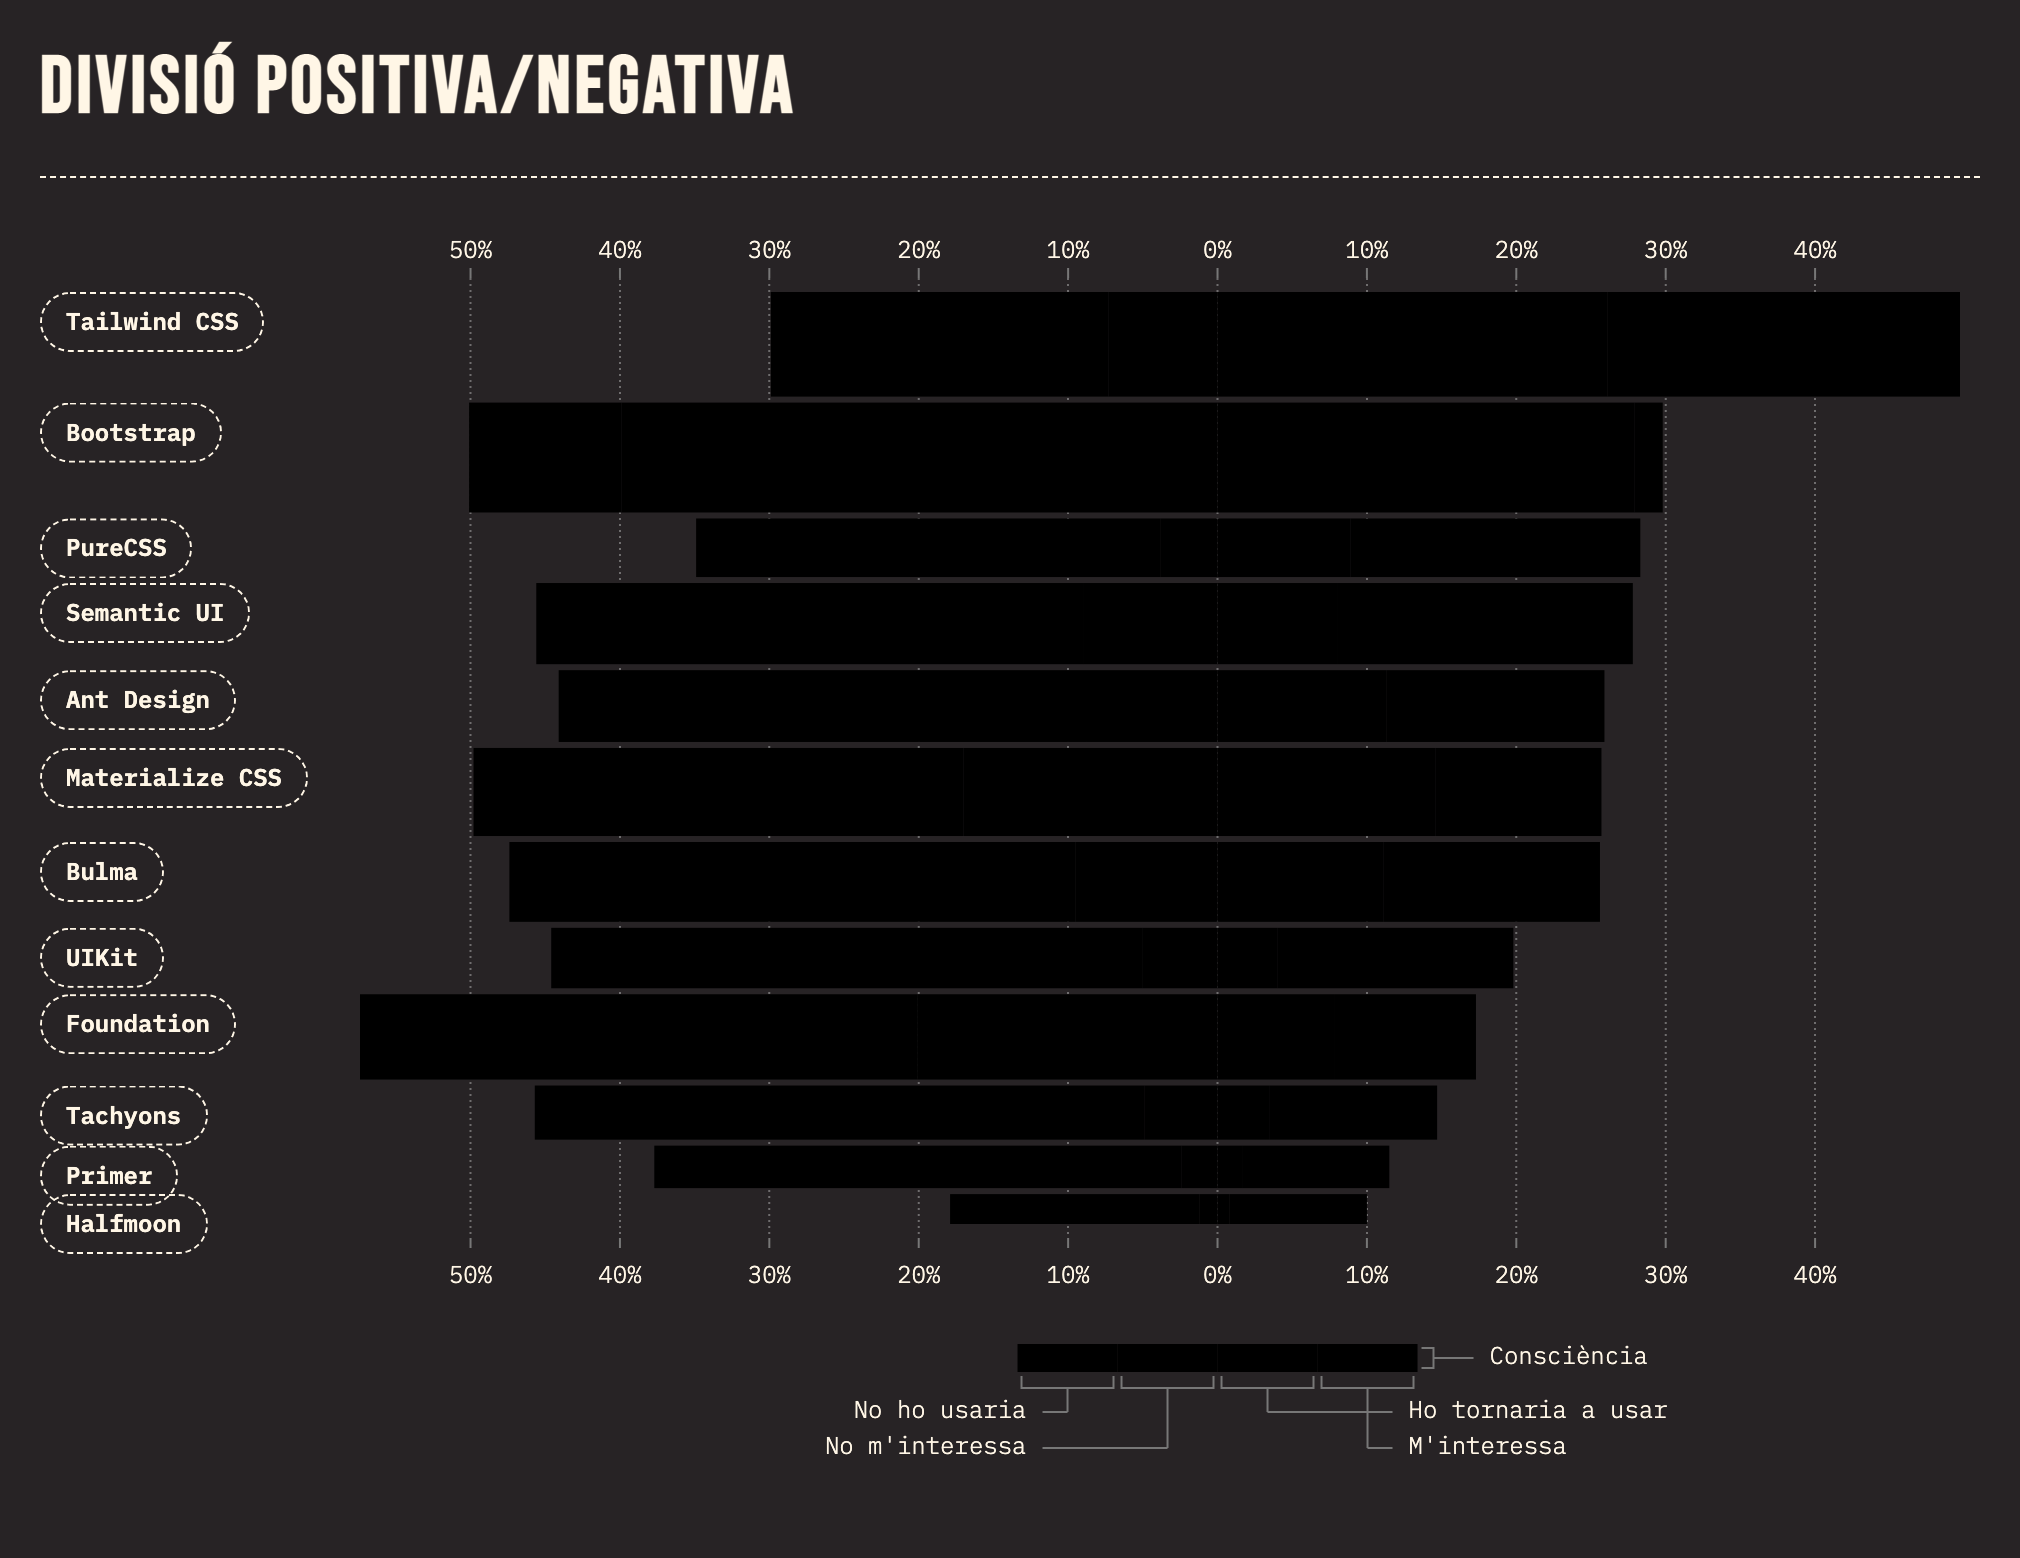 DIVISIÓ POSITIVA/NEGATIVA
50% 40% 30% 20% 10% 0% 10% 20% 30% 40%
Tailwind CSS
Bootstrap
PureCSS
Semantic UI
Ant Design
Materialize CSS
Bulma
UIKit
Foundation
Tachyons
Primer
Halfmoon
50% 40% 30% 20% 10% 0% 10% 20% 30% 40%
Consciència
No ho usaria Ho tornaria a usar
No m'interessa M'interessa